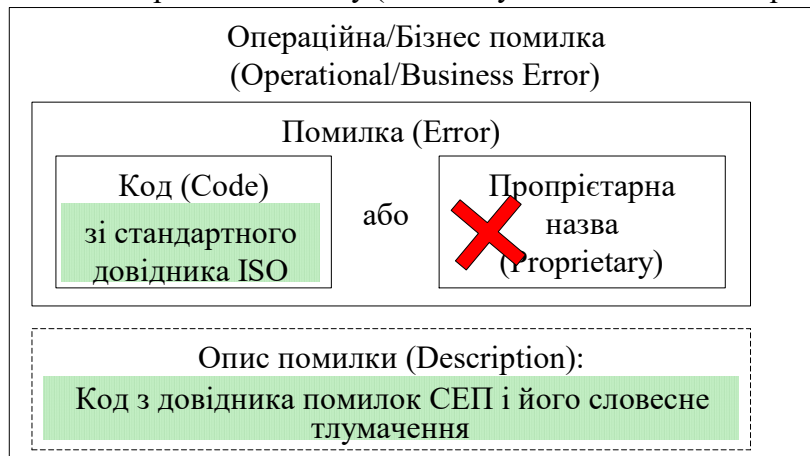 Операційна/Бізнес помилка
(Operational/Business Error)
Помилка (Error)
Код (Code)
зі стандартного
довідника ISO
або
Пропрієтарна
назва
(Proprietary)
Опис помилки (Description):
Код з довідника помилок СЕП і його словесне
тлумачення